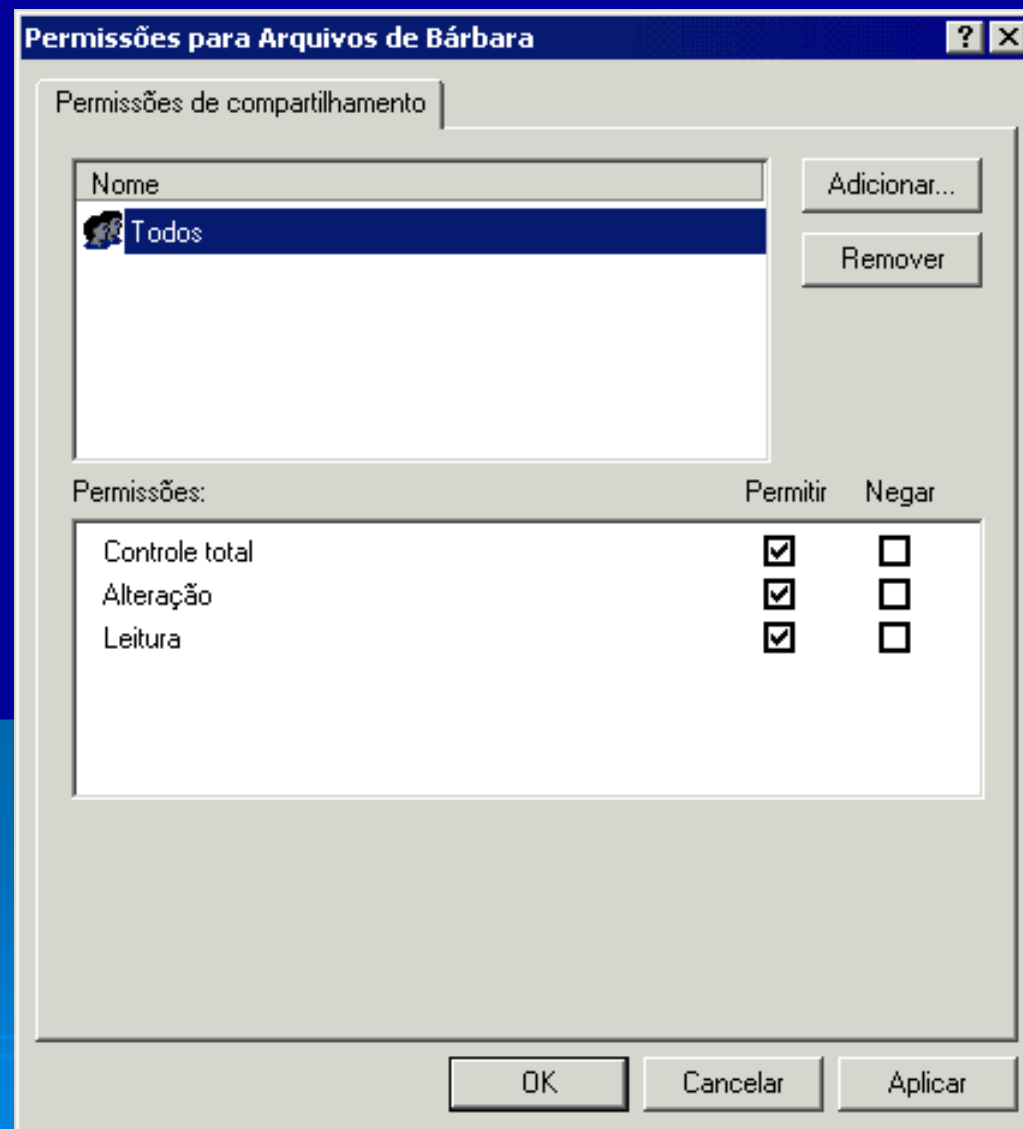 Permissões para Arquivos de Bárbara
Permissões de compartilhamento
Nome
Adicionar...
Todos
Remover
Permissões: Permitir Negar
Controle total
Alteração
Leitura
OK Cancelar Aplicar